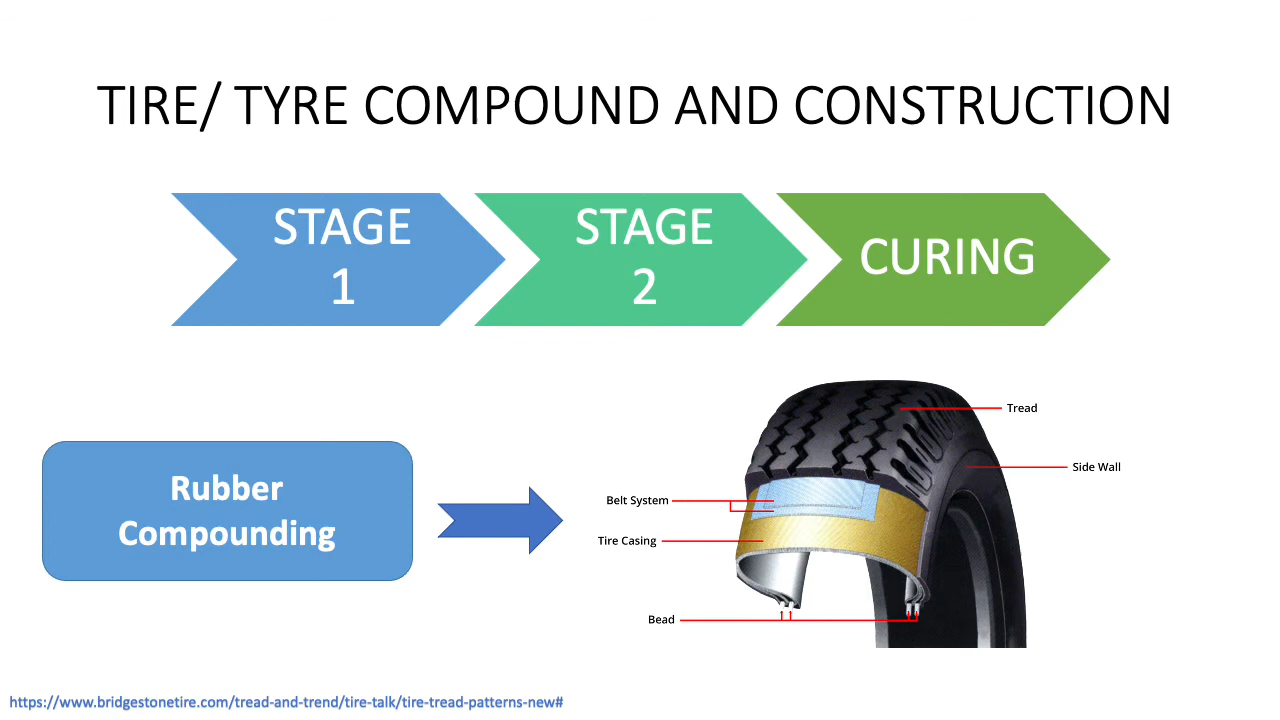 TIRE/ TYRE COMPOUND AND CONSTRUCTION
STAGE
1
STAGE
2
CURING
Rubber
Compounding
Tread
Side Wall
Belt System
Tire Casing
Bead
https://www.bridgestonetire.com/tread-and-trend/tire-talk/tire-tread-patterns-new#